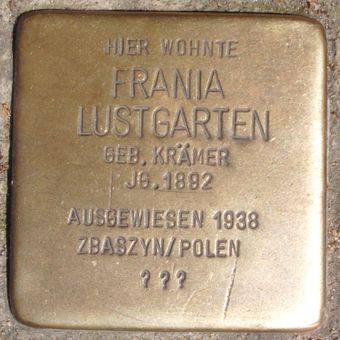 HIER WOHNTE
FRANIA
LUSTGARTEN
GEB. KRÄMER
JG. 1892
AUSGEWIESEN 1938
ZBASZYN/POLEN
? ? ?